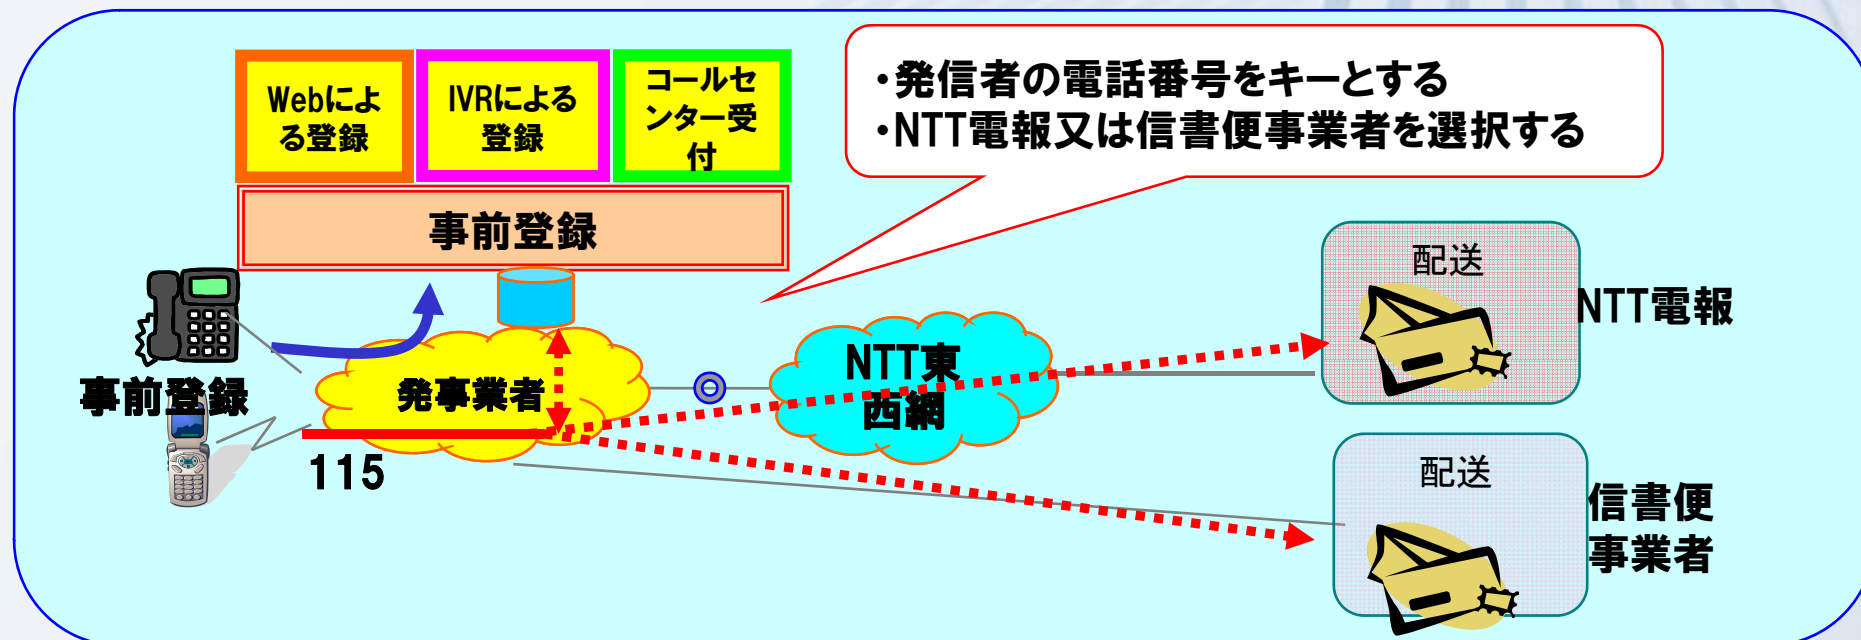 Webによ
る登録
IVRによる
登録
コールセ
ンター受
付
・発信者の電話番号をキーとする
・NTT電報又は信書便事業者を選択する
事前登録
配送
NTT電報
事前登録
発事業者
NTT東
西網
115
配送
信書便
事業者